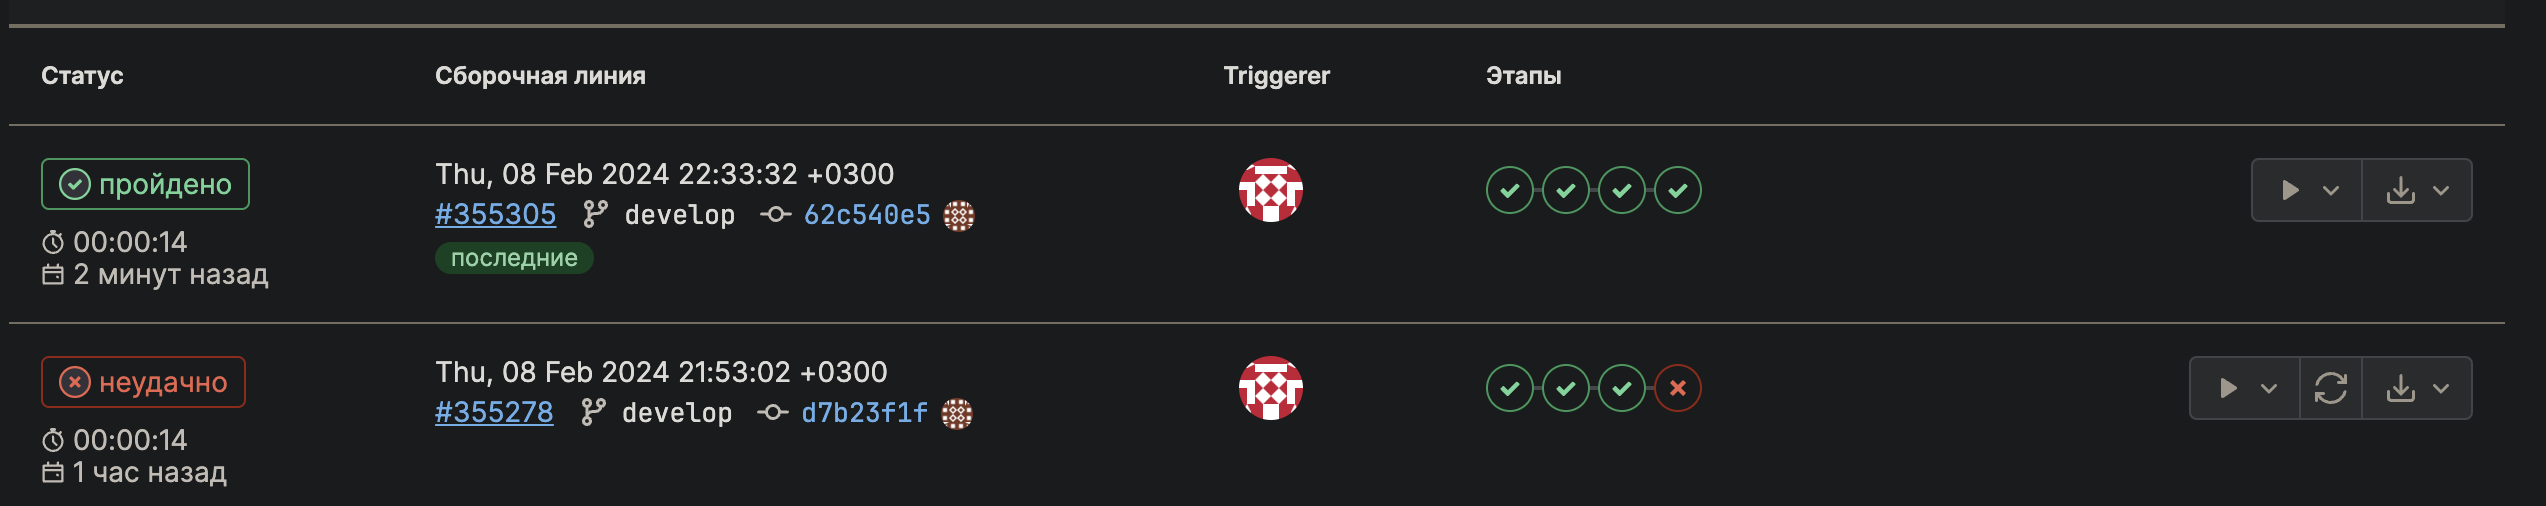 Статус Сборочная линия Triggerer Этапы
пройдено
00:00:14
2 минут назад
Thu, 08 Feb 2024 22:33:32 +0300
#355305 develop 62c540e5
последние
неудачно
00:00:14
1 час назад
Thu, 08 Feb 2024 21:53:02 +0300
#355278 develop d7b23f1f